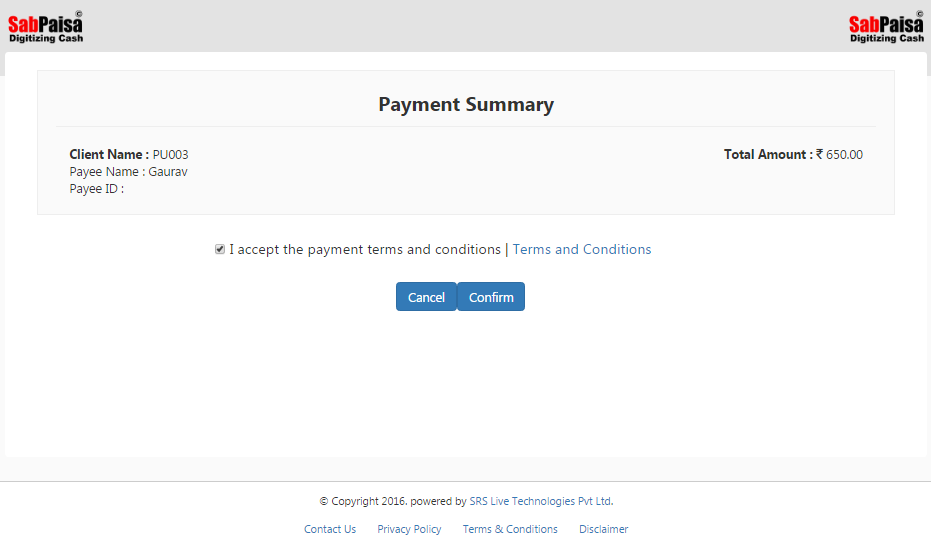 SabPaisa©
Digitizing Cash
SabPaisa©
Digitizing Cash
Payment Summary
Client Name : PU003
Total Amount : ₹ 650.00
Payee Name : Gaurav
Payee ID :
I accept the payment terms and conditions | Terms and Conditions
Cancel Confirm
© Copyright 2016, powered by SRS Live Technologies Pvt Ltd.
Contact Us Privacy Policy Terms & Conditions Disclaimer